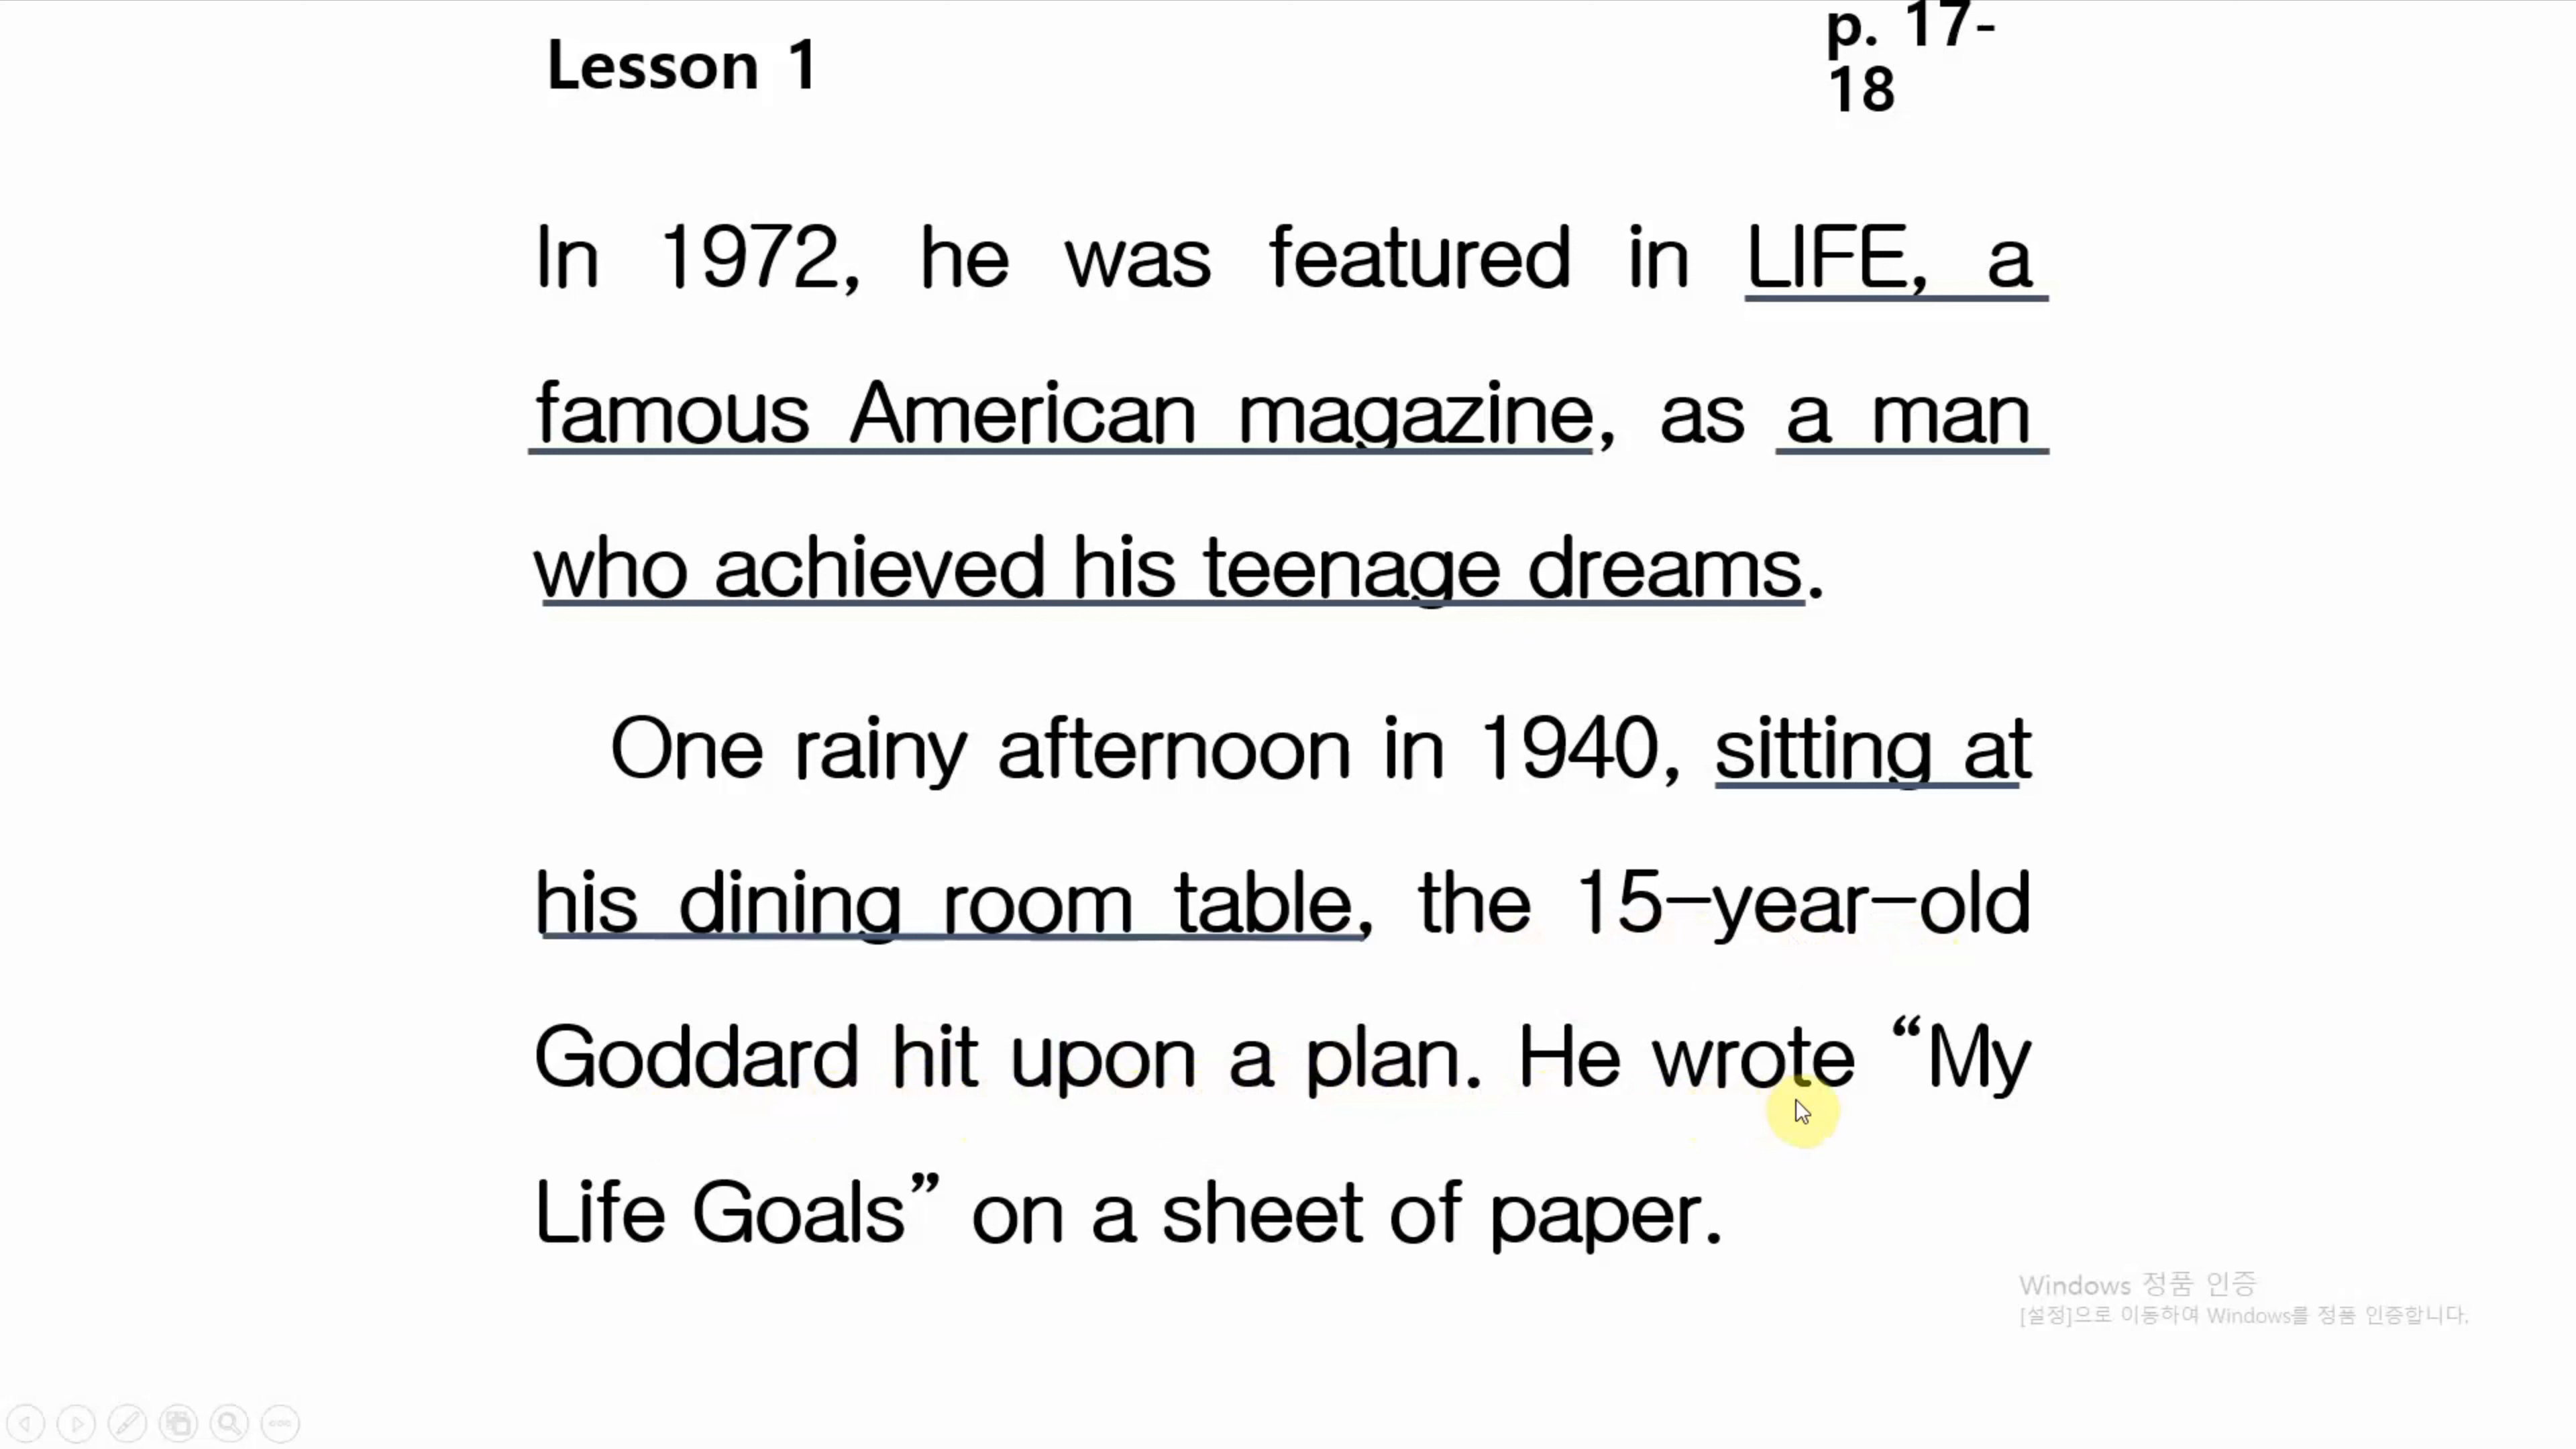 Lesson 1
p. 17-
18
In 1972, he was featured in LIFE, a
famous American magazine, as a man
who achieved his teenage dreams.
One rainy afternoon in 1940, sitting at
his dining room table, the 15-year-old
Goddard hit upon a plan. He wrote “My
Life Goals” on a sheet of paper.
Windows 정품 인증
[설정]으로 이동하여 Windows를 정품 인증합니다.